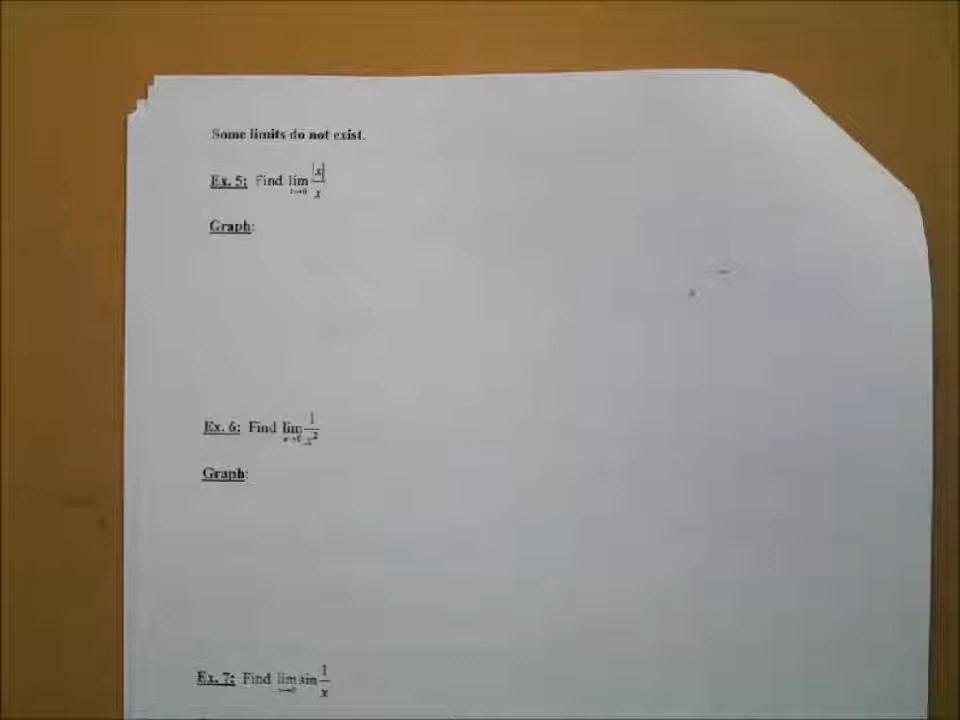 Some limits do not exist.
Ex. 5: Find lim x→0 |x|/x
Graph:
Ex. 6: Find lim x→0 1/x²
Graph:
Ex. 7: Find lim x→0 sin 1/x